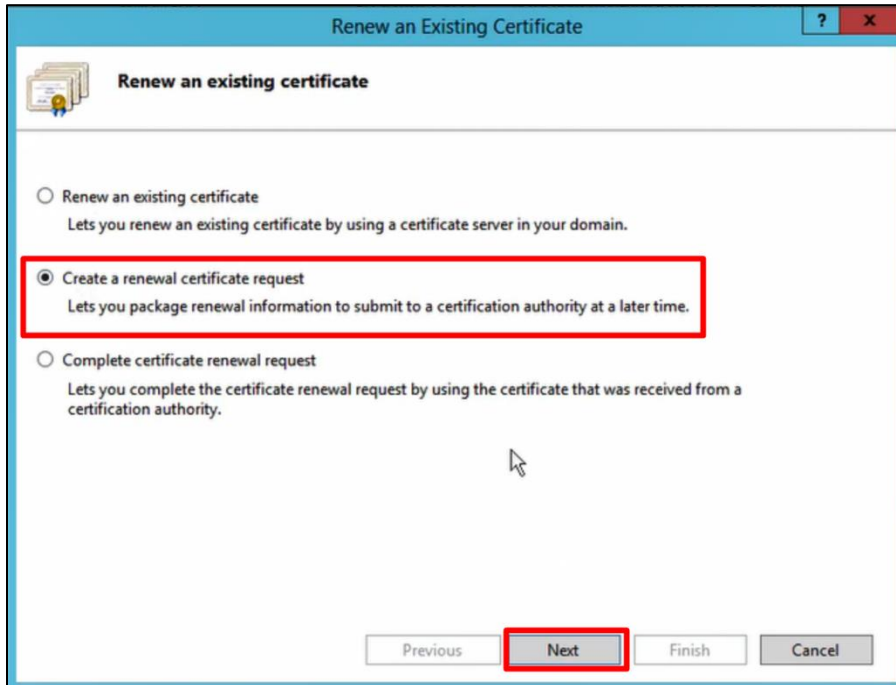 Renew an Existing Certificate
? x
Renew an existing certificate
Renew an existing certificate
Lets you renew an existing certificate by using a certificate server in your domain.
Create a renewal certificate request
Lets you package renewal information to submit to a certification authority at a later time.
Complete certificate renewal request
Lets you complete the certificate renewal request by using the certificate that was received from a
certification authority.
Previous Next Finish Cancel